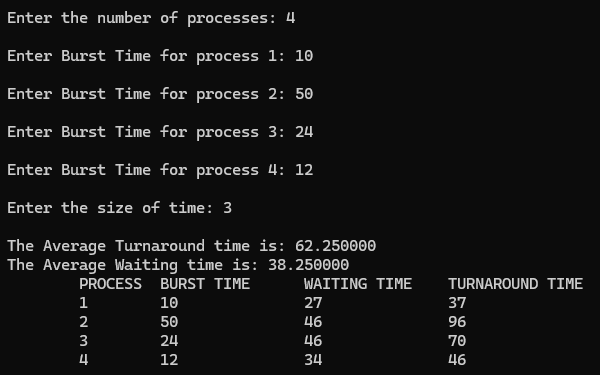 Enter the number of processes: 4
Enter Burst Time for process 1: 10
Enter Burst Time for process 2: 50
Enter Burst Time for process 3: 24
Enter Burst Time for process 4: 12
Enter the size of time: 3
The Average Turnaround time is: 62.250000
The Average Waiting time is: 38.250000
PROCESS BURST TIME WAITING TIME TURNAROUND TIME
1 10 27 37
2 50 46 96
3 24 46 70
4 12 34 46